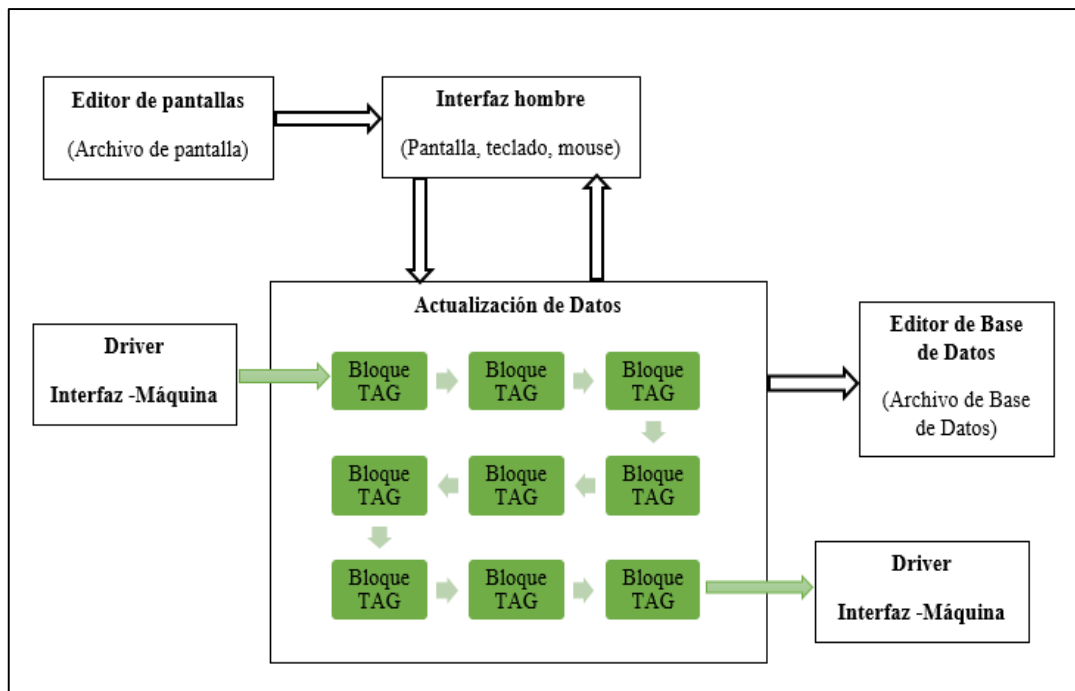 Editor de pantallas
(Archivo de pantalla)
Interfaz hombre
(Pantalla, teclado, mouse)
Actualización de Datos
Driver
Interfaz -Máquina
Bloque
TAG
Bloque
TAG
Bloque
TAG
Bloque
TAG
Bloque
TAG
Bloque
TAG
Bloque
TAG
Bloque
TAG
Bloque
TAG
Editor de Base
de Datos
(Archivo de Base
de Datos)
Driver
Interfaz -Máquina